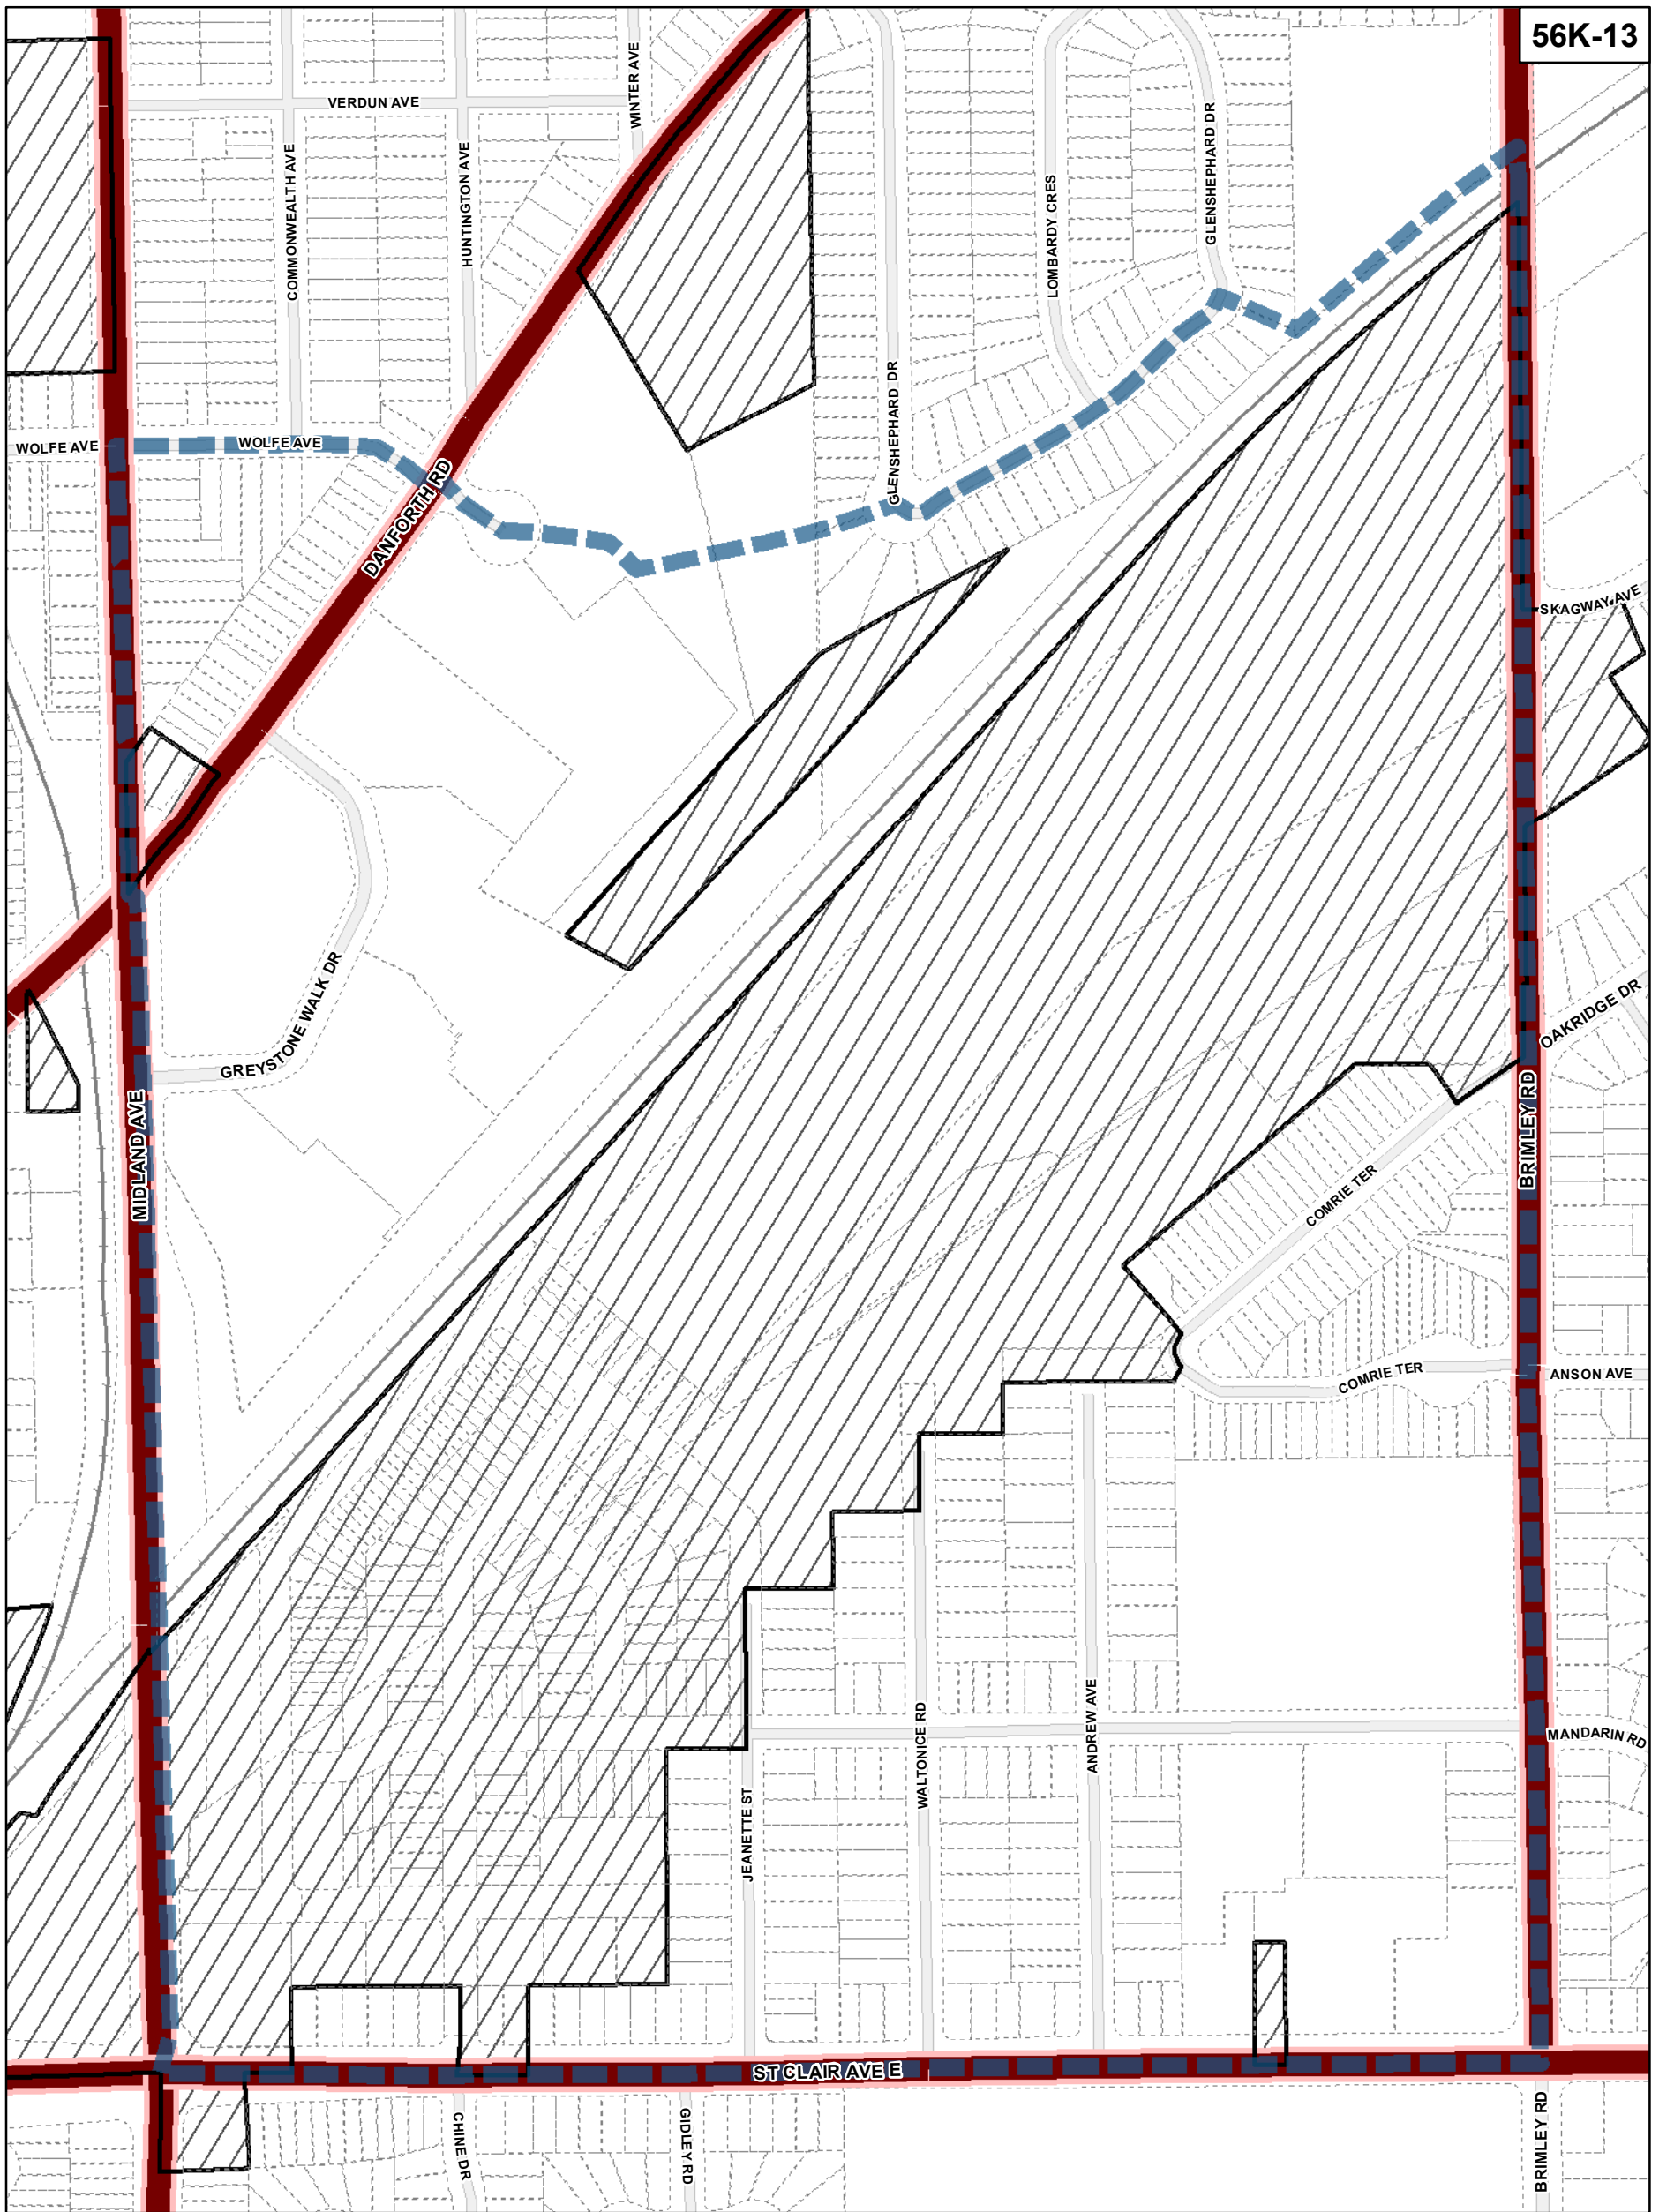 56K-13
VERDUN AVE
WINTER AVE
COMMONWEALTH AVE
HUNTINGTON AVE
LOMBARDY CRES
GLENSHEPHARD DR
GLENSHEPHARD DR
WOLFE AVE
WOLFE AVE
DANFORTH RD
SKAGWAY AVE
GREYSTONE WALK DR
OAKRIDGE DR
MIDLAND AVE
BRIMLEY RD
COMRIE TER
COMRIE TER
ANSON AVE
WALTONICE RD
ANDREW AVE
MANDARIN RD
JEANETTE ST
ST CLAIR AVE E
CHINE DR
GIDLEY RD
BRIMLEY RD